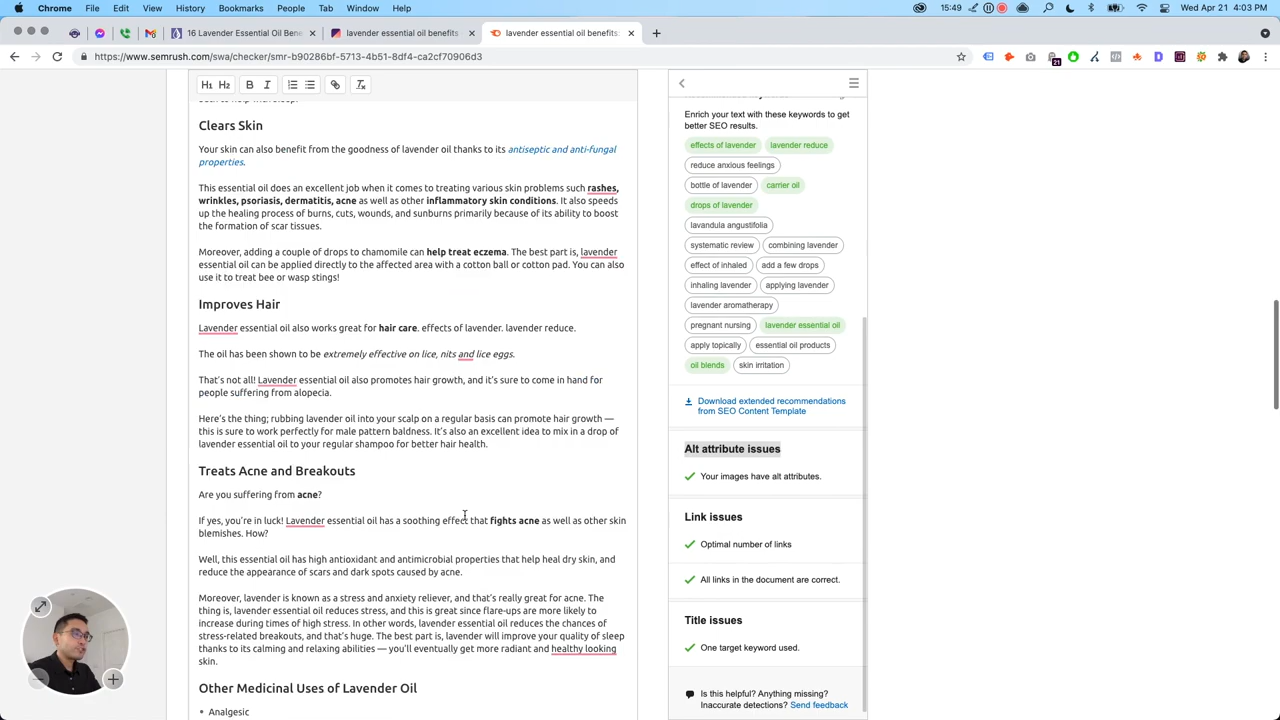 Chrome File Edit View History Bookmarks People Tab Window Help
15:49
Wed Apr 21 4:03 PM
16 Lavender Essential Oil Bene
lavender essential oil benefits
lavender essential oil benefits:
https://www.semrush.com/swa/checker/smr-b90286bf-5713-4b51-8df4-ca2cf70906d3
21
H1 H2 B I
Clears Skin
Your skin can also benefit from the goodness of lavender oil thanks to its antiseptic and anti-fungal
properties.
This essential oil does an excellent job when it comes to treating various skin problems such rashes,
wrinkles, psoriasis, dermatitis, acne as well as other inflammatory skin conditions. It also speeds
up the healing process of burns, cuts, wounds, and sunburns primarily because of its ability to boost
the formation of scar tissues.
Moreover, adding a couple of drops to chamomile can help treat eczema. The best part is, lavender
essential oil can be applied directly to the affected area with a cotton ball or cotton pad. You can also
use it to treat bee or wasp stings!
Improves Hair
Lavender essential oil also works great for hair care. effects of lavender. lavender reduce.
The oil has been shown to be extremely effective on lice, nits and lice eggs.
That's not all! Lavender essential oil also promotes hair growth, and it's sure to come in hand for
people suffering from alopecia.
Here's the thing; rubbing lavender oil into your scalp on a regular basis can promote hair growth —
this is sure to work perfectly for male pattern baldness. It's also an excellent idea to mix in a drop of
lavender essential oil to your regular shampoo for better hair health.
Treats Acne and Breakouts
Are you suffering from acne?
If yes, you're in luck! Lavender essential oil has a soothing effect that fights acne as well as other skin
blemishes. How?
Well, this essential oil has high antioxidant and antimicrobial properties that help heal dry skin, and
reduce the appearance of scars and dark spots caused by acne.
Moreover, lavender is known as a stress and anxiety reliever, and that's really great for acne. The
thing is, lavender essential oil reduces stress, and this is great since flare-ups are more likely to
increase during times of high stress. In other words, lavender essential oil reduces the chances of
stress-related breakouts, and that's huge. The best part is, lavender will improve your quality of sleep
thanks to its calming and relaxing abilities — you'll eventually get more radiant and healthy looking
skin.
Other Medicinal Uses of Lavender Oil
• Analgesic
Enrich your text with these keywords to get
better SEO results.
effects of lavender lavender reduce
reduce anxious feelings
bottle of lavender carrier oil
drops of lavender
lavandula angustifolia
systematic review combining lavender
effect of inhaled add a few drops
inhaling lavender applying lavender
lavender aromatherapy
pregnant nursing lavender essential oil
apply topically essential oil products
oil blends skin irritation
Download extended recommendations
from SEO Content Template
Alt attribute issues
Your images have alt attributes.
Link issues
Optimal number of links
All links in the document are correct.
Title issues
One target keyword used.
Is this helpful? Anything missing?
Inaccurate detections? Send feedback